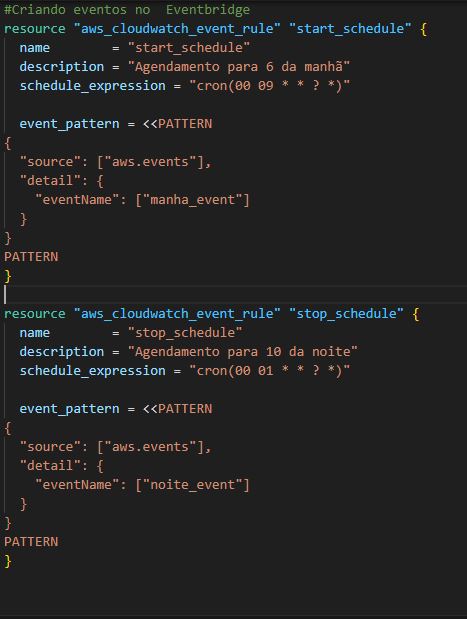 #Criando eventos no  Eventbridge
resource "aws_cloudwatch_event_rule" "start_schedule" {
  name        = "start_schedule"
  description = "Agendamento para 6 da manhã"
  schedule_expression = "cron(00 09 * * ? *)"

  event_pattern = <<PATTERN
{
  "source": ["aws.events"],
  "detail": {
    "eventName": ["manha_event"]
  }
}
PATTERN
}

resource "aws_cloudwatch_event_rule" "stop_schedule" {
  name        = "stop_schedule"
  description = "Agendamento para 10 da noite"
  schedule_expression = "cron(00 01 * * ? *)"

  event_pattern = <<PATTERN
{
  "source": ["aws.events"],
  "detail": {
    "eventName": ["noite_event"]
  }
}
PATTERN
}